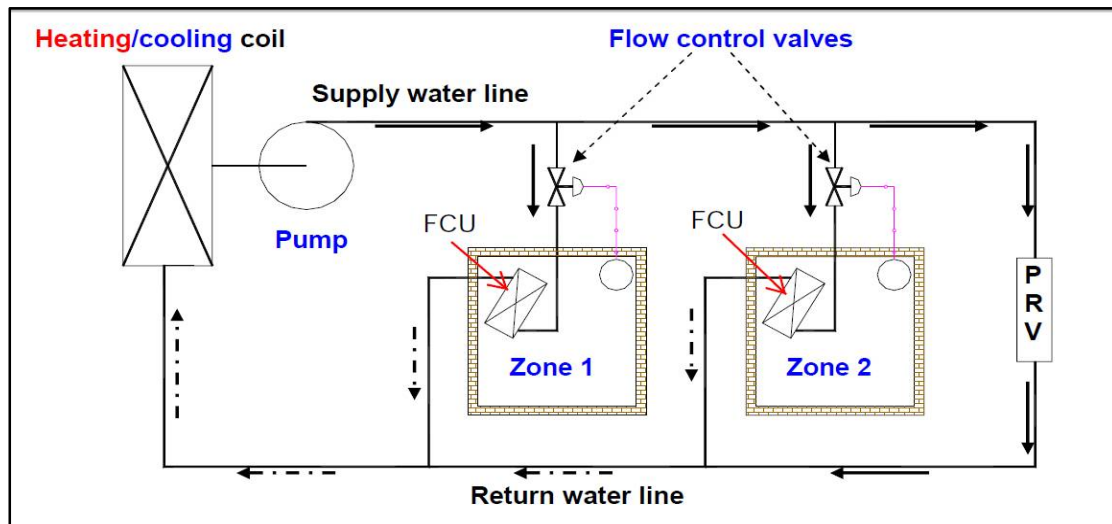 Heating/cooling coil
Flow control valves
Supply water line
Pump
FCU
FCU
Zone 1
Zone 2
P
R
V
Return water line